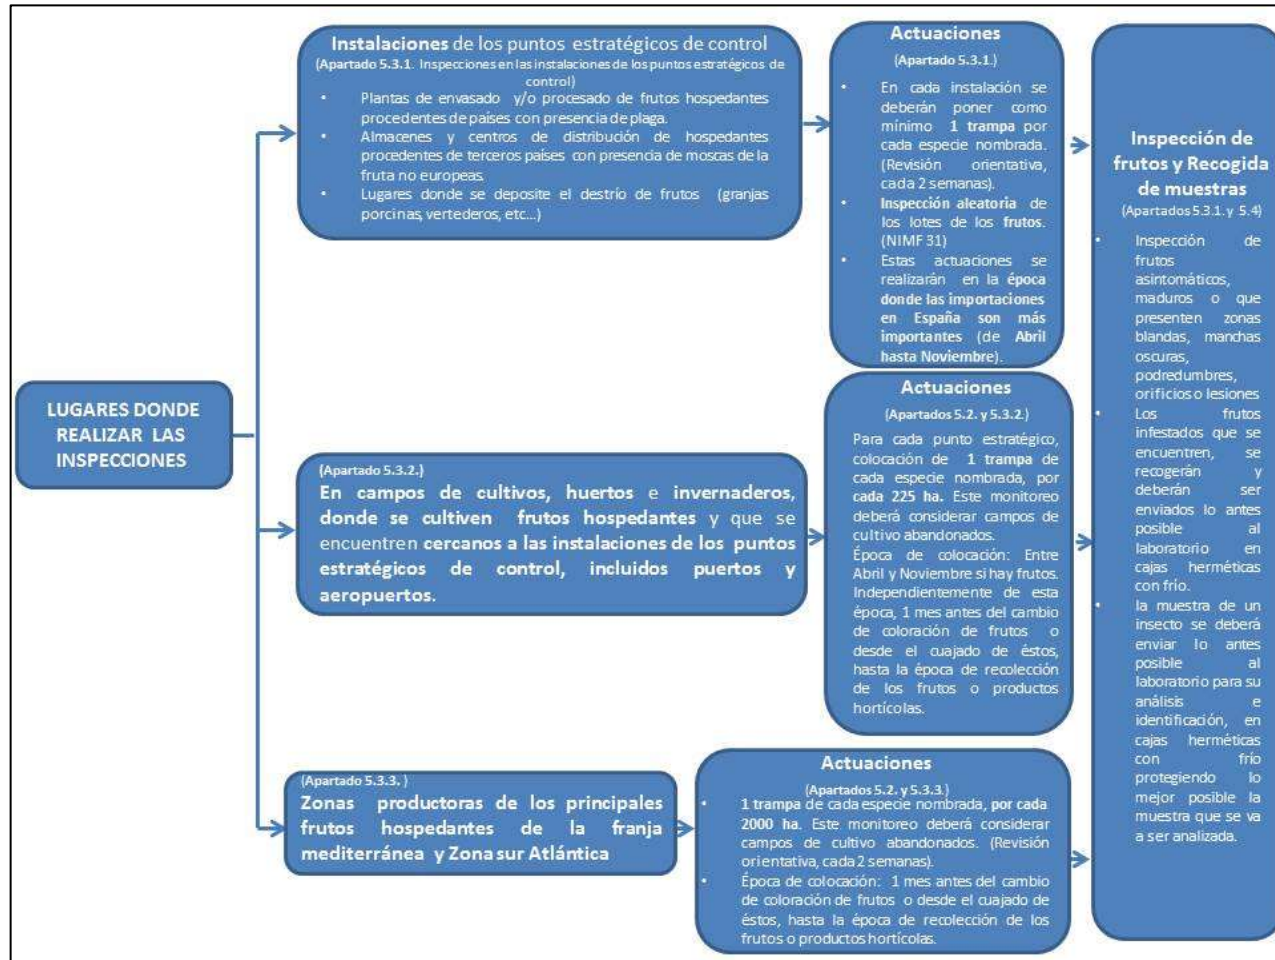 LUGARES DONDE
REALIZAR LAS
INSPECCIONES
Instalaciones de los puntos estratégicos de control
(Apartado 5.3.1. Inspecciones en las instalaciones de los puntos estratégicos de
control)
• Plantas de envasado y/o procesado de frutos hospedantes
procedentes de países con presencia de plaga.
• Almacenes y centros de distribución de hospedantes
procedentes de terceros países con presencia de moscas de la
fruta no europeas.
• Lugares donde se deposite el destrío de frutos (granjas
porcinas, vertederos, etc...)
Actuaciones
(Apartado 5.3.1.)
• En cada instalación se
deberán poner como
mínimo 1 trampa por
cada especie nombrada.
(Revisión orientativa,
cada 2 semanas).
• Inspección aleatoria de
los lotes de los frutos.
(NIMF 31)
• Estas actuaciones se
realizarán en la época
donde las importaciones
en España son más
importantes (de Abril
hasta Noviembre).
(Apartado 5.3.2.)
En campos de cultivos, huertos e invernaderos,
donde se cultiven frutos hospedantes y que se
encuentren cercanos a las instalaciones de los puntos
estratégicos de control, incluidos puertos y
aeropuertos.
Actuaciones
(Apartados 5.2. y 5.3.2.)
Para cada punto estratégico,
colocación de 1 trampa de
cada especie nombrada, por
cada 225 ha. Este monitoreo
deberá considerar campos de
cultivo abandonados.
Época de colocación: Entre
Abril y Noviembre si hay frutos.
Independientemente de esta
época, 1 mes antes del cambio
de coloración de frutos o
desde el cuajado de éstos,
hasta la época de recolección
de los frutos o productos
hortícolas.
(Apartado 5.3.3. )
Zonas productoras de los principales
frutos hospedantes de la franja
mediterránea y Zona sur Atlántica
Actuaciones
(Apartados 5.2. y 5.3.3.)
• 1 trampa de cada especie nombrada, por cada
2000 ha. Este monitoreo deberá considerar
campos de cultivo abandonados. (Revisión
orientativa, cada 2 semanas).
• Época de colocación: 1 mes antes del cambio
de coloración de frutos o desde el cuajado de
éstos, hasta la época de recolección de los
frutos o productos hortícolas.
Inspección de
frutos y Recogida
de muestras
(Apartados 5.3.1. y 5.4)
• Inspección de
frutos
asintomáticos,
maduros o que
presenten zonas
blandas, manchas
oscuras,
podredumbres,
orificios o lesiones
• Los frutos
infestados que se
encuentren, se
recogerán y
deberán ser
enviados lo antes
posible al
laboratorio en
cajas herméticas
con frío.
• la muestra de un
insecto se deberá
enviar lo antes
posible al
laboratorio para su
análisis e
identificación, en
cajas herméticas
con frío
protegiendo lo
mejor posible la
muestra que se va
a ser analizada.